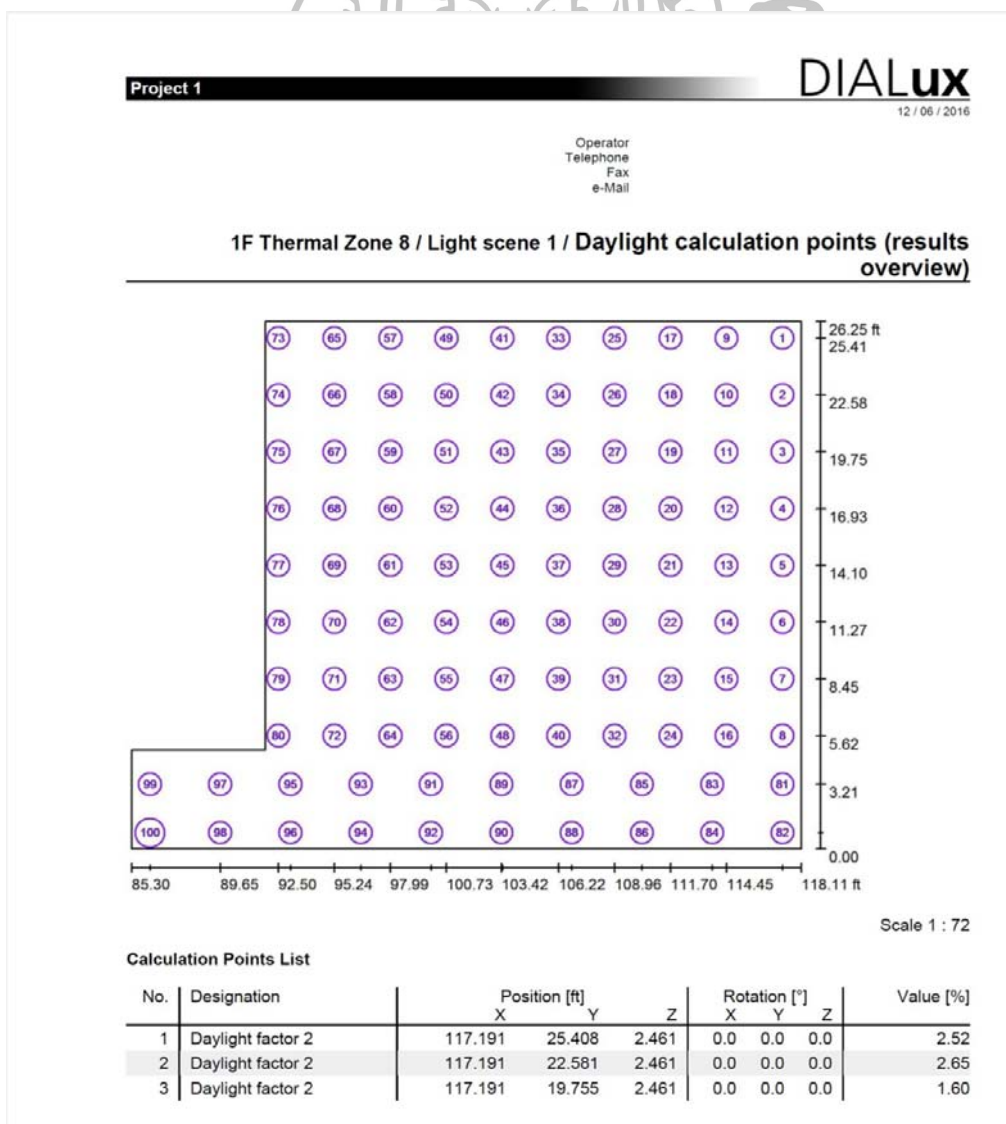 Project 1
DIALux
12 / 06 / 2016
Operator
Telephone
Fax
e-Mail
1F Thermal Zone 8 / Light scene 1 / Daylight calculation points (results
overview)
26.25 ft
73 65 57 49 41 33 25 17 9 1 25.41
74 66 58 50 42 34 26 18 10 2 22.58
75 67 59 51 43 35 27 19 11 3 19.75
76 68 60 52 44 36 28 20 12 4 16.93
77 69 61 53 45 37 29 21 13 5 14.10
78 70 62 54 46 38 30 22 14 6 11.27
79 71 63 55 47 39 31 23 15 7 8.45
80 72 64 56 48 40 32 24 16 8 5.62
99 97 95 93 91 89 87 85 83 81 3.21
100 98 96 94 92 90 88 86 84 82
0.00
85.30 89.65 92.50 95.24 97.99 100.73 103.42 106.22 108.96 111.70 114.45 118.11 ft
Scale 1 : 72
Calculation Points List
No. Designation Position [ft] Rotation [°] Value [%]
X Y Z X Y Z
1 Daylight factor 2 117.191 25.408 2.461 0.0 0.0 0.0 2.52
2 Daylight factor 2 117.191 22.581 2.461 0.0 0.0 0.0 2.65
3 Daylight factor 2 117.191 19.755 2.461 0.0 0.0 0.0 1.60